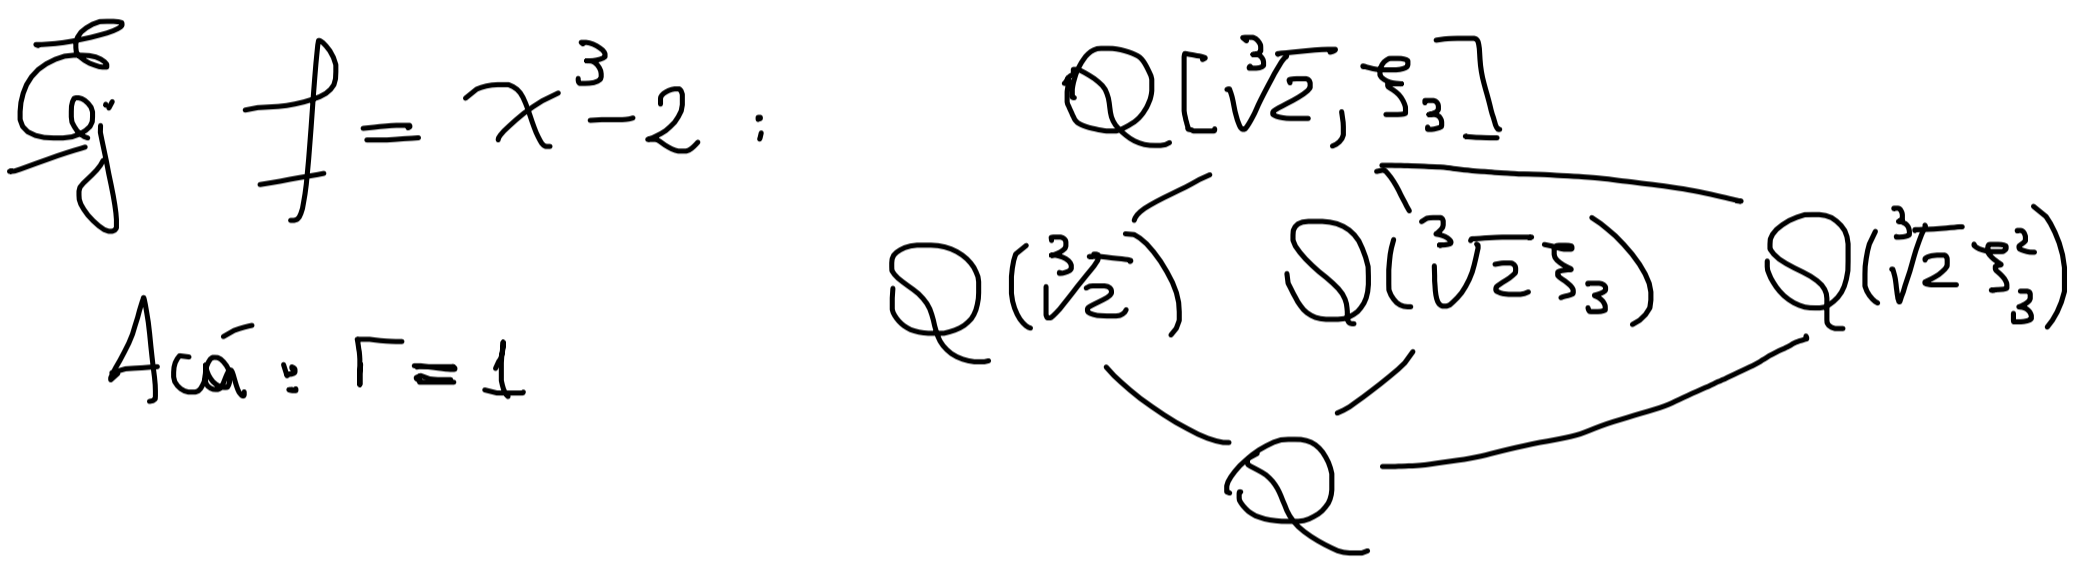 Ej f = x³ - 2 :
Q[∛2, ξ₃]
Q(∛2) Q(∛2 ξ₃) Q(∛2 ξ₃²)
Acá: r = 1
Q